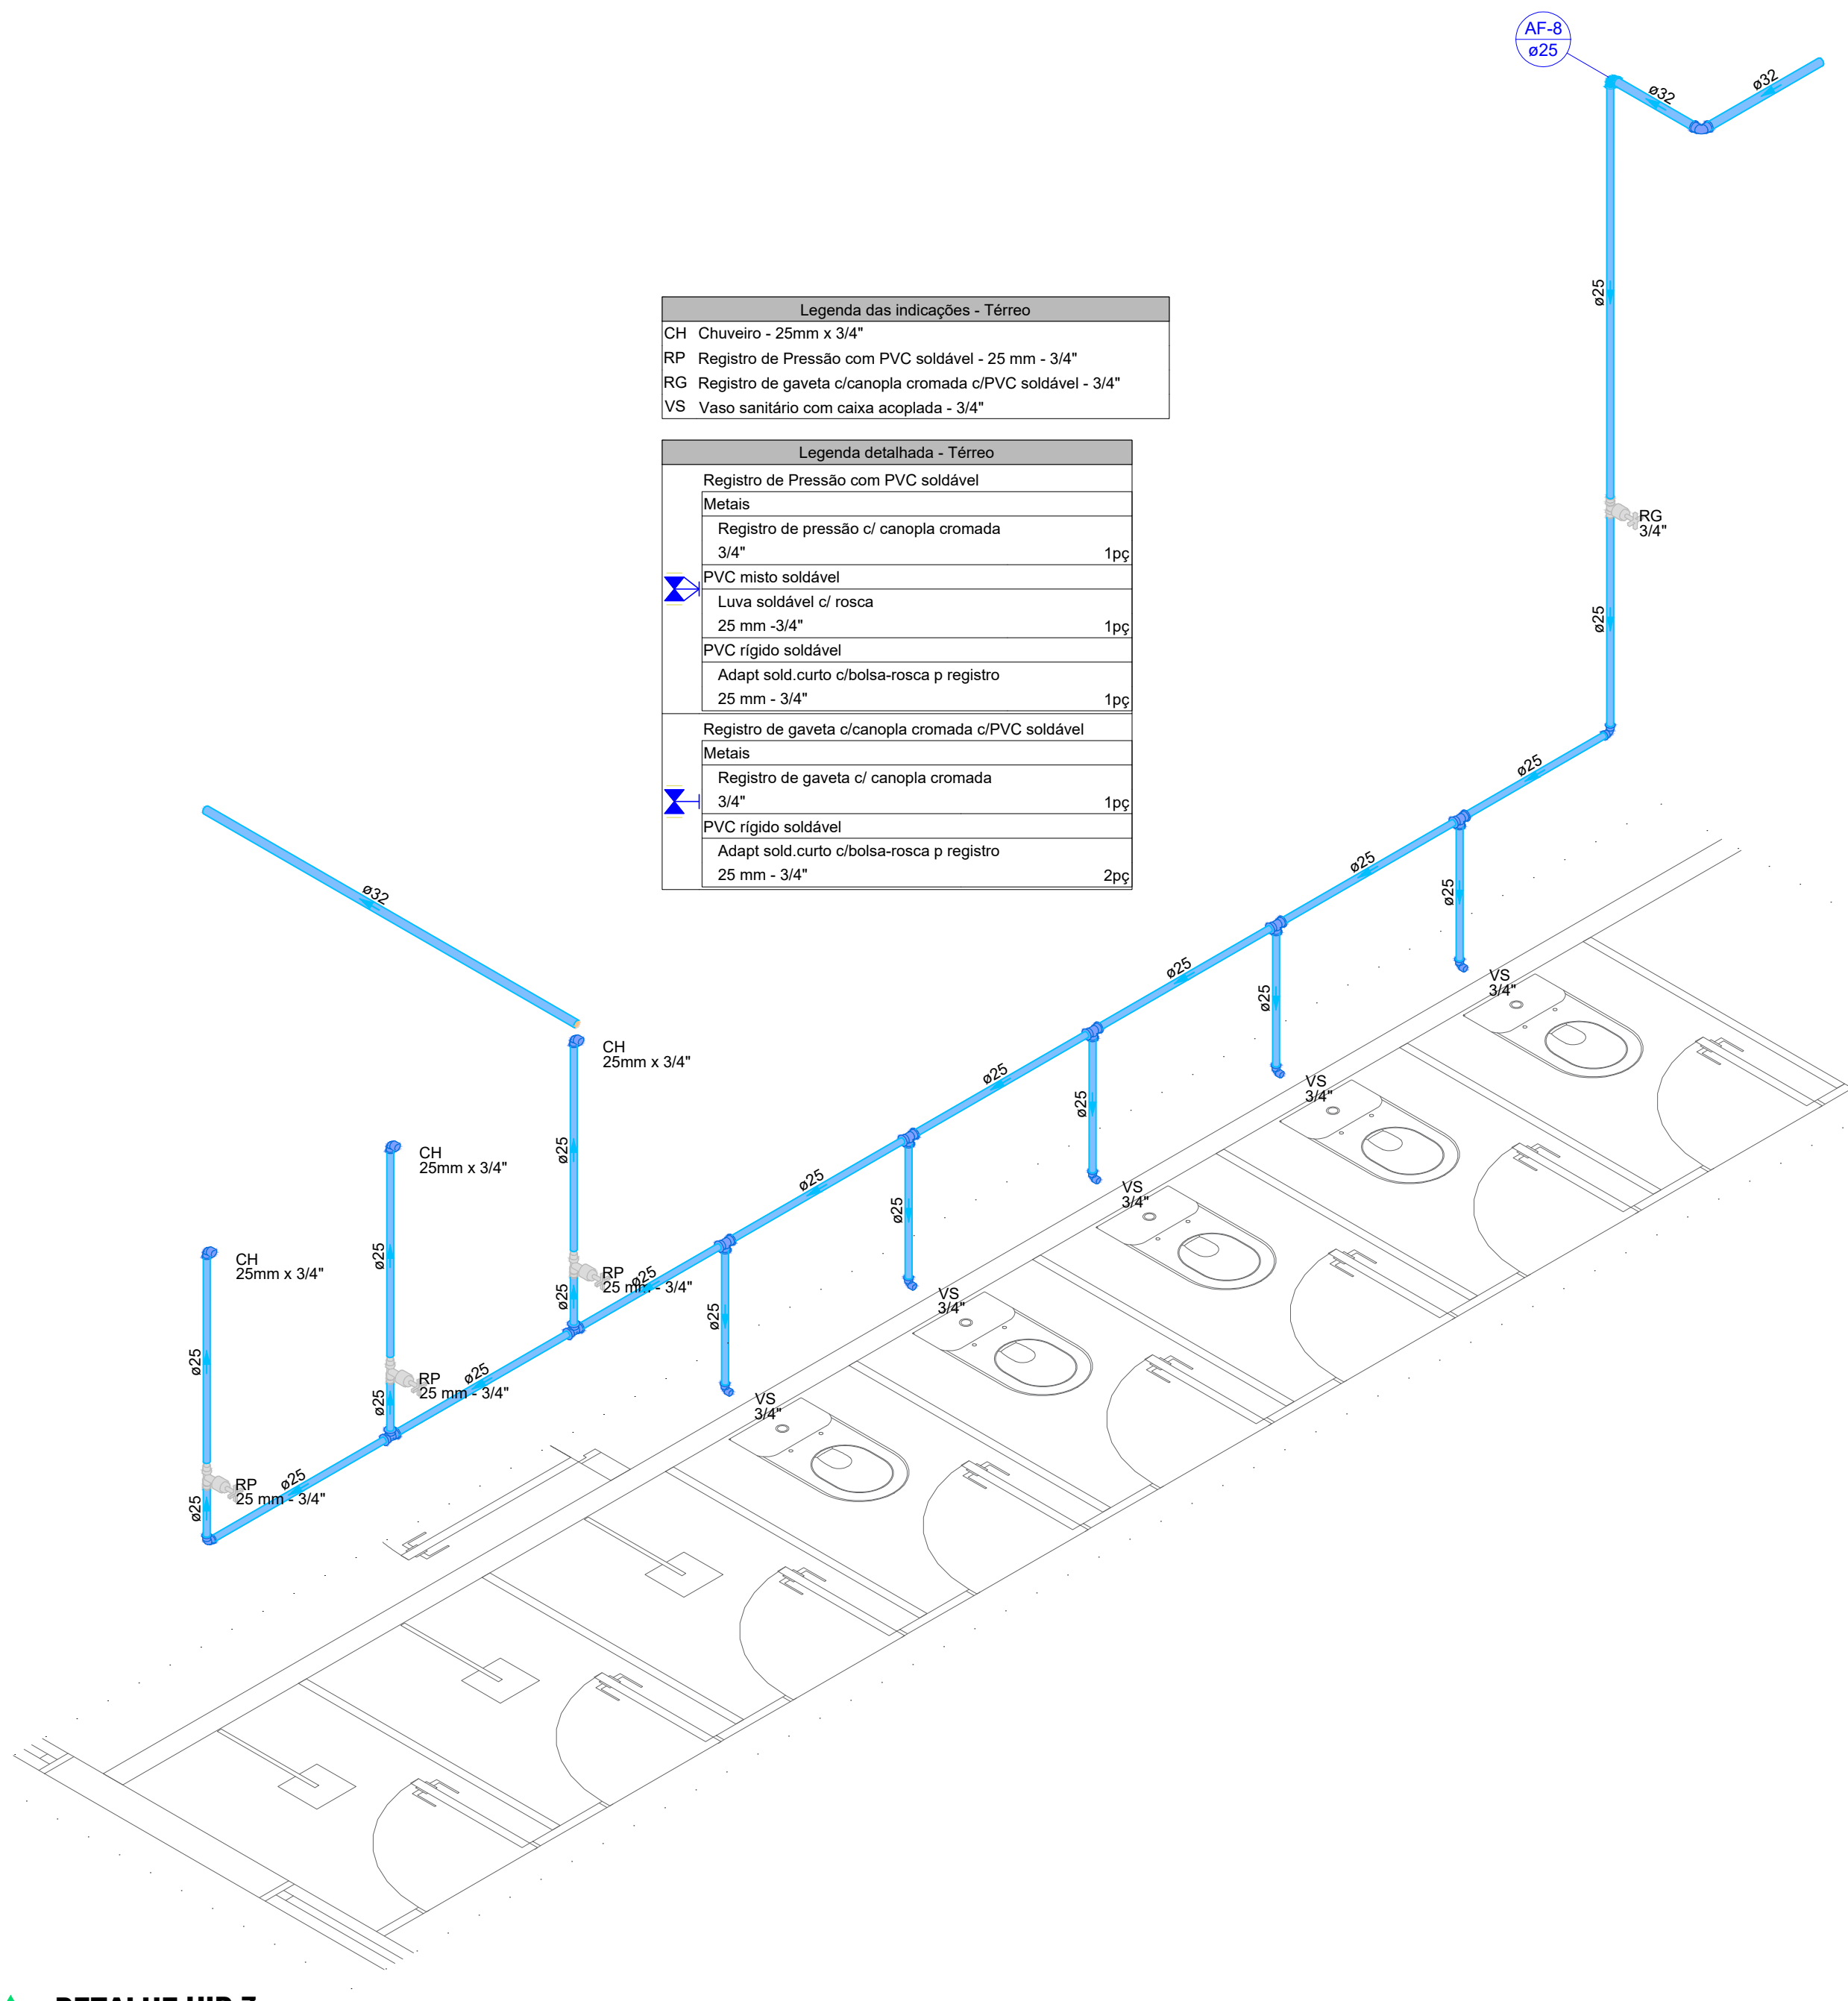 AF-8
ø25
ø32
ø32
ø25
Legenda das indicações - Térreo
CH Chuveiro - 25mm x 3/4"
RP Registro de Pressão com PVC soldável - 25 mm - 3/4"
RG Registro de gaveta c/canopla cromada c/PVC soldável - 3/4"
VS Vaso sanitário com caixa acoplada - 3/4"
Legenda detalhada - Térreo
Registro de Pressão com PVC soldável
Metais
Registro de pressão c/ canopla cromada
3/4" 1pç
PVC misto soldável
Luva soldável c/ rosca
25 mm -3/4" 1pç
PVC rígido soldável
Adapt sold.curto c/bolsa-rosca p registro
25 mm - 3/4" 1pç
Registro de gaveta c/canopla cromada c/PVC soldável
Metais
Registro de gaveta c/ canopla cromada
3/4" 1pç
PVC rígido soldável
Adapt sold.curto c/bolsa-rosca p registro
25 mm - 3/4" 2pç
RG
3/4"
ø25
ø25
ø25
ø25
ø32
ø25
ø25
VS
3/4"
ø25
ø25
CH
25mm x 3/4"
VS
3/4"
ø25
ø25
CH
25mm x 3/4"
ø25
VS
3/4"
ø25
ø25
CH
25mm x 3/4"
RP
25 mm - 3/4"
ø25
ø25
VS
3/4"
ø25
ø25
RP
25 mm - 3/4"
ø25
ø25
VS
3/4"
RP
25 mm - 3/4"
ø25
ø25
DETALHE HID-7